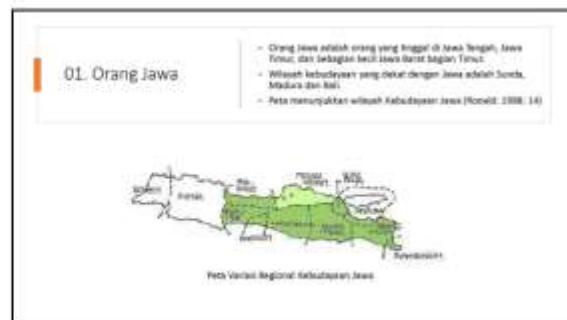 01. Orang Jawa
- Orang Jawa adalah orang yang tinggal di Jawa Tengah, Jawa
Timur, dan sebagian kecil Jawa Barat bagian Timur.
- Wilayah kebudayaan yang dekat dengan Jawa adalah Sunda,
Madura dan Bali.
- Peta menunjukkan wilayah Kebudayaan Jawa (Ronald: 1988: 14)
Peta Variasi Regional Kebudayaan Jawa